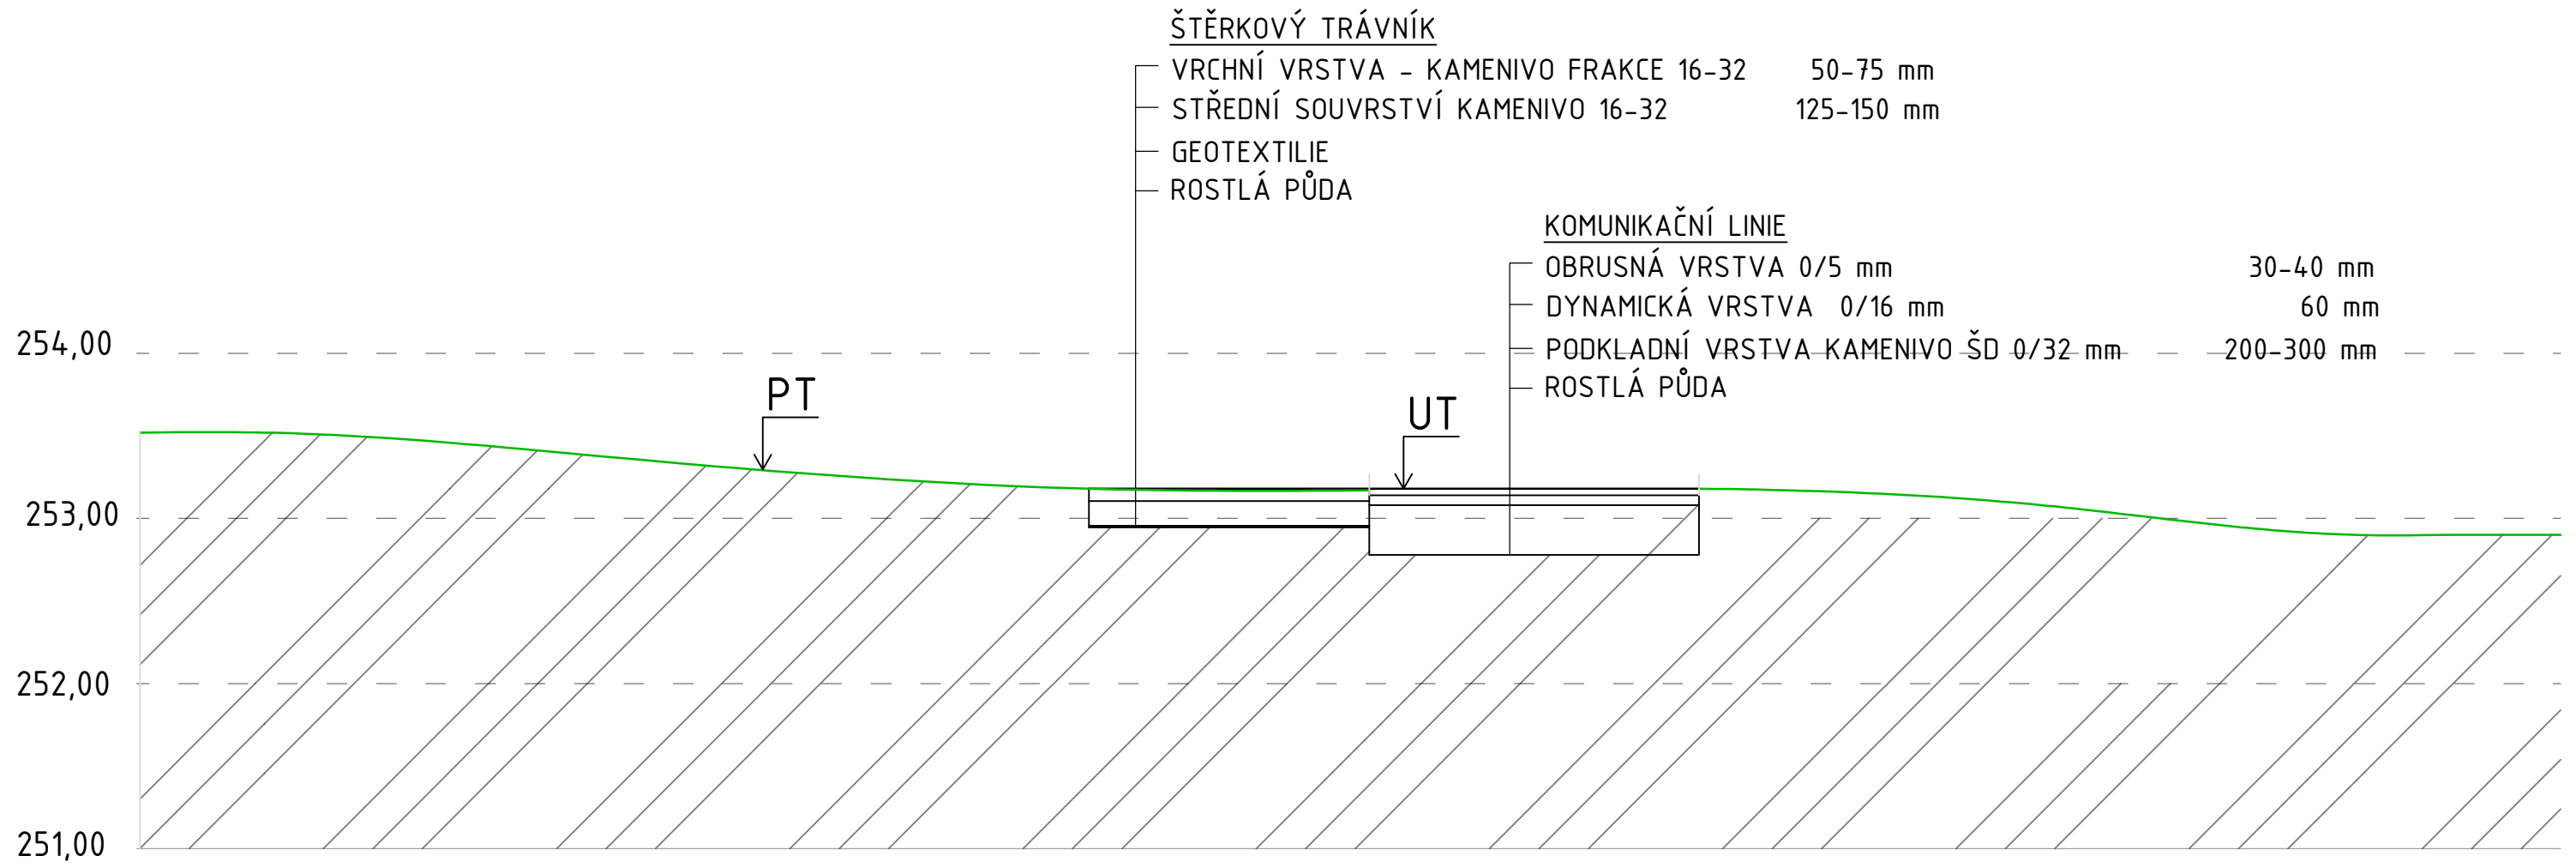 ŠTĚRKOVÝ TRÁVNÍK
VRCHNÍ VRSTVA - KAMENIVO FRAKCE 16-32 50-75 mm
STŘEDNÍ SOUVRSTVÍ KAMENIVO 16-32 125-150 mm
GEOTEXTILIE
ROSTLÁ PŮDA
KOMUNIKAČNÍ LINIE
OBRUSNÁ VRSTVA 0/5 mm 30-40 mm
DYNAMICKÁ VRSTVA 0/16 mm 60 mm
PODKLADNÍ VRSTVA KAMENIVO ŠD 0/32 mm 200-300 mm
ROSTLÁ PŮDA
254,00
PT
UT
253,00
252,00
251,00